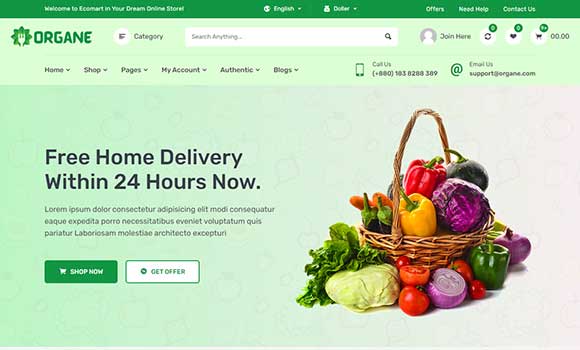 Welcome to Ecomart in Your Dream Online Store!
English
Doller
Offers
Need Help
Contact Us
ORGANE
Category
Search Anything...
Join Here
0
0
9+
00.00
Home
Shop
Pages
My Account
Authentic
Blogs
Call Us
(+880) 183 8288 389
Email Us
support@organe.com
Free Home Delivery
Within 24 Hours Now.
Lorem ipsum dolor consectetur adipisicing elit modi consequatur
eaque expedita porro necessitatibus eveniet voluptatum quis
pariatur Laboriosam molestiae architecto excepturi
SHOP NOW
GET OFFER